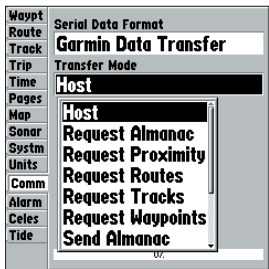 Waypt
Route
Track
Trip
Time
Pages
Map
Sonar
Systm
Units
Comm
Alarm
Celes
Tide
Serial Data Format
Garmin Data Transfer
Transfer Mode
Host
Host
Request Almanac
Request Proximity
Request Routes
Request Tracks
Request Waypoints
Send Almanac